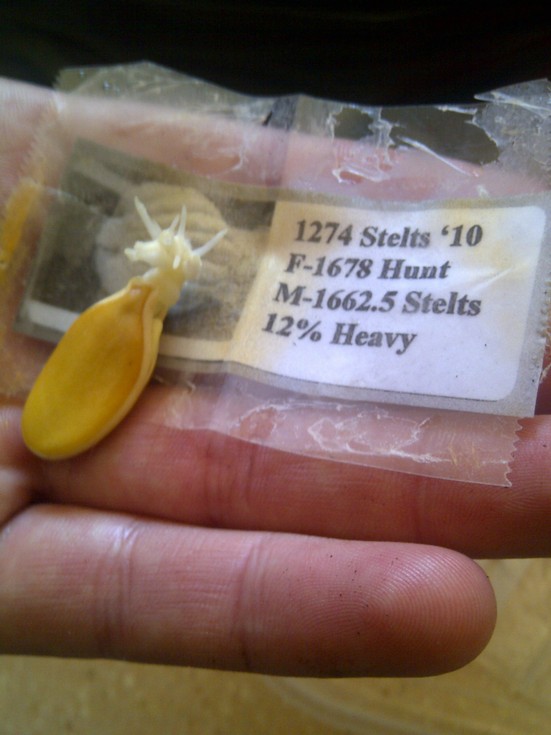 1274 Stelts ‘10
F-1678 Hunt
M-1662.5 Stelts
12% Heavy